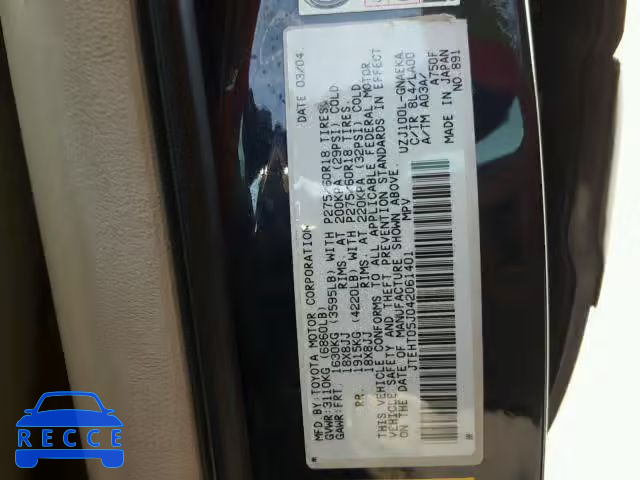 MFD.BY:TOYOTA MOTOR CORPORATION DATE 03/04
GVWR:3110KG (6860LB)
GAWR:FRT. 1630KG (3595LB) WITH P275/60R18 TIRES,
18X8JJ RIMS, AT 200KPA (29PSI) COLD
RR. 1915KG (4220LB) WITH P275/60R18 TIRES,
18X8JJ RIMS, AT 220KPA (32PSI) COLD
THIS VEHICLE CONFORMS TO ALL APPLICABLE FEDERAL MOTOR
VEHICLE SAFETY AND THEFT PREVENTION STANDARDS IN EFFECT
ON THE DATE OF MANUFACTURE SHOWN ABOVE.
JTEHT05J042061401 MPV
UZJ100L-GNAEKA
C/TR 8L4/LA00
A/TM A03A/ A750F
MADE IN JAPAN
NO.891
RECCE